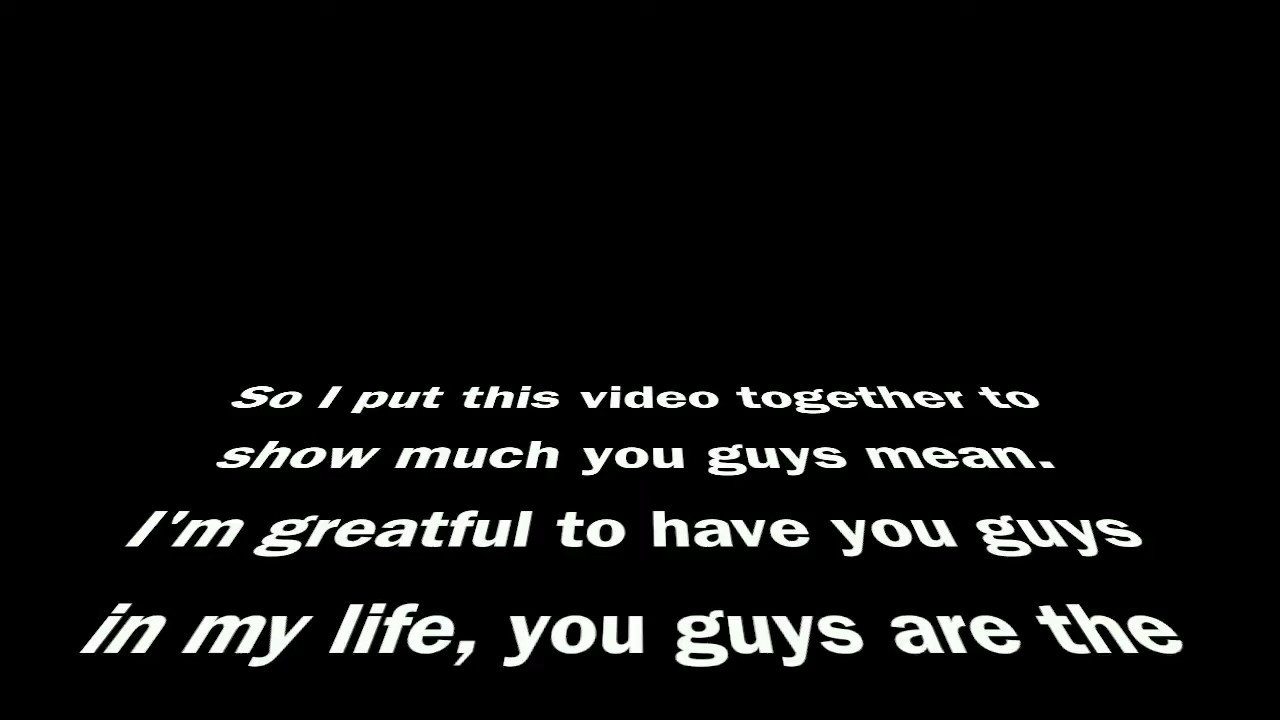 So I put this video together to
show much you guys mean.
I'm greatful to have you guys
in my life, you guys are the